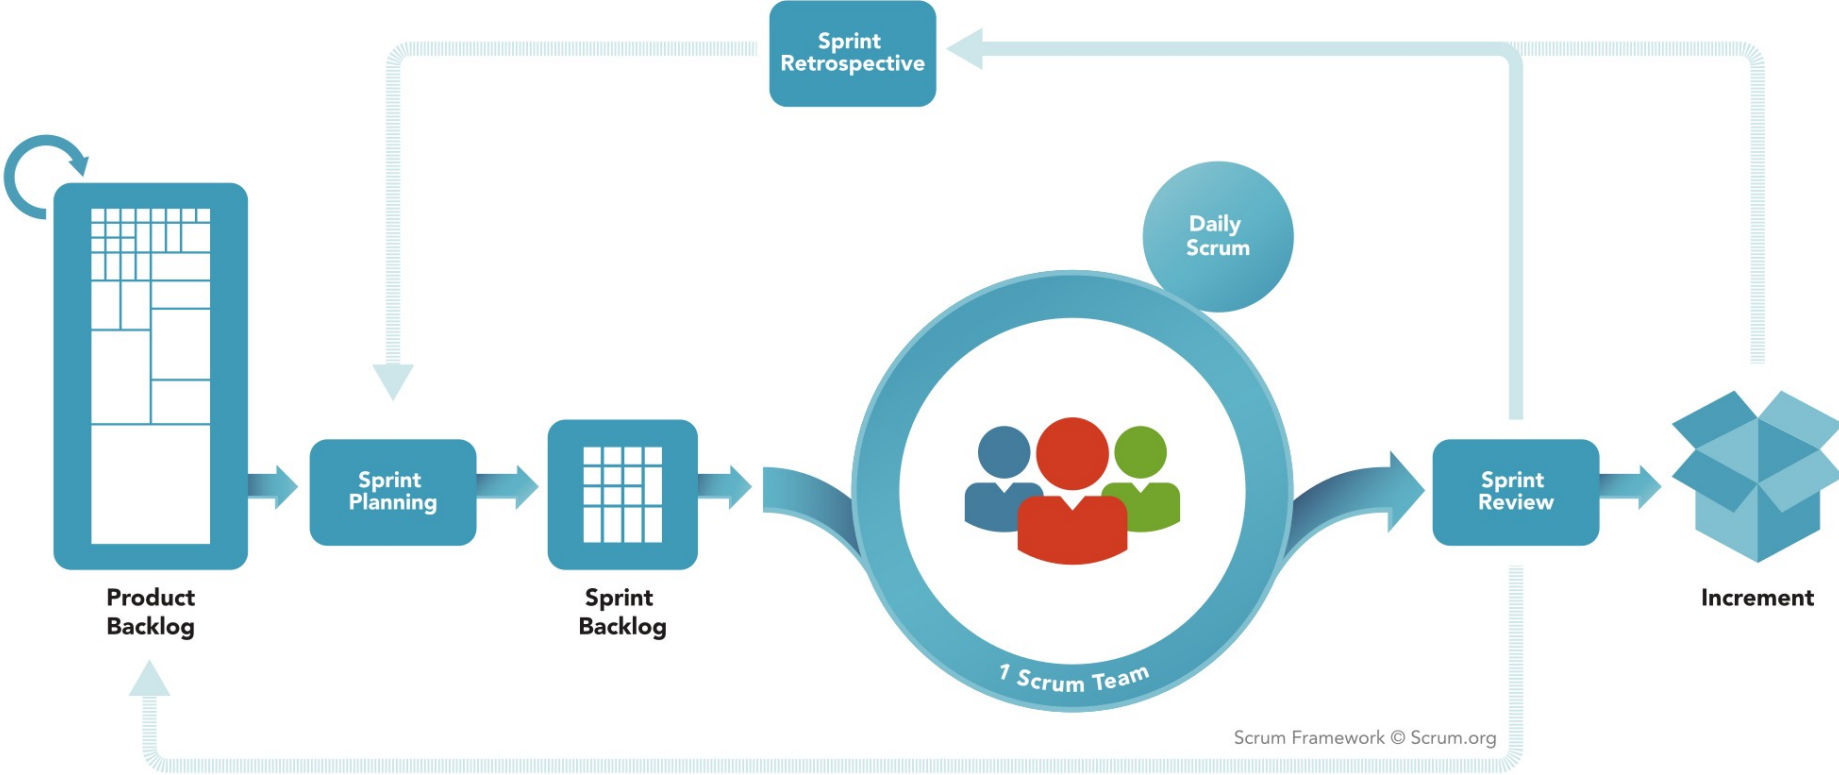 Sprint
Retrospective
Daily
Scrum
Sprint
Planning
Sprint
Review
Product
Backlog
Sprint
Backlog
Increment
1 Scrum Team
Scrum Framework © Scrum.org